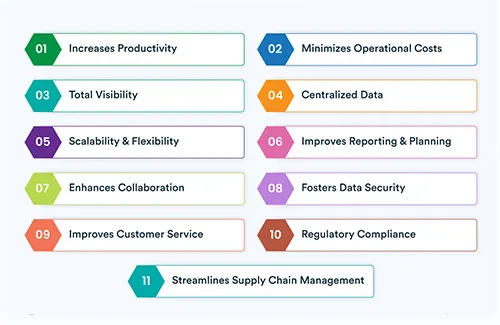 01 Increases Productivity
02 Minimizes Operational Costs
03 Total Visibility
04 Centralized Data
05 Scalability & Flexibility
06 Improves Reporting & Planning
07 Enhances Collaboration
08 Fosters Data Security
09 Improves Customer Service
10 Regulatory Compliance
11 Streamlines Supply Chain Management